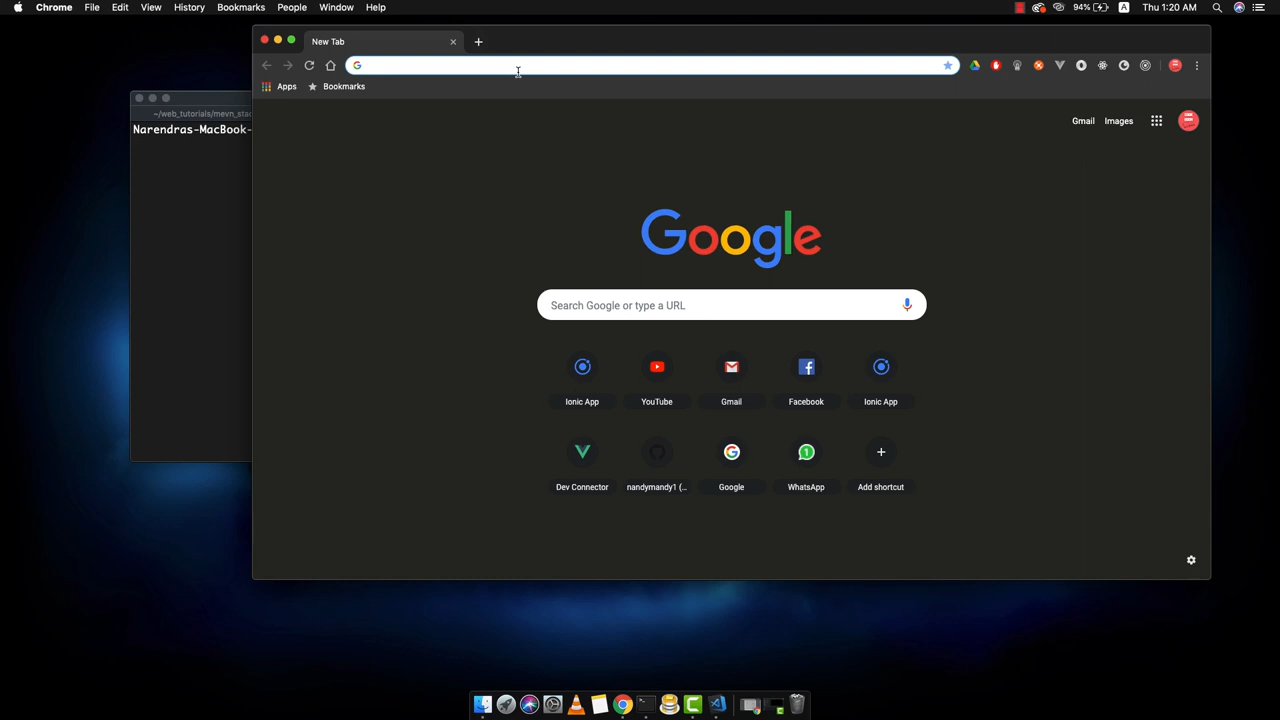 Chrome File Edit View History Bookmarks People Window Help
94% A Thu 1:20 AM
New Tab
Apps Bookmarks
~/web_tutorials/mevn_stac
Narendras-MacBook-
Gmail Images
Google
Search Google or type a URL
Ionic App YouTube Gmail Facebook Ionic App
Dev Connector nandymandy1 (... Google WhatsApp Add shortcut